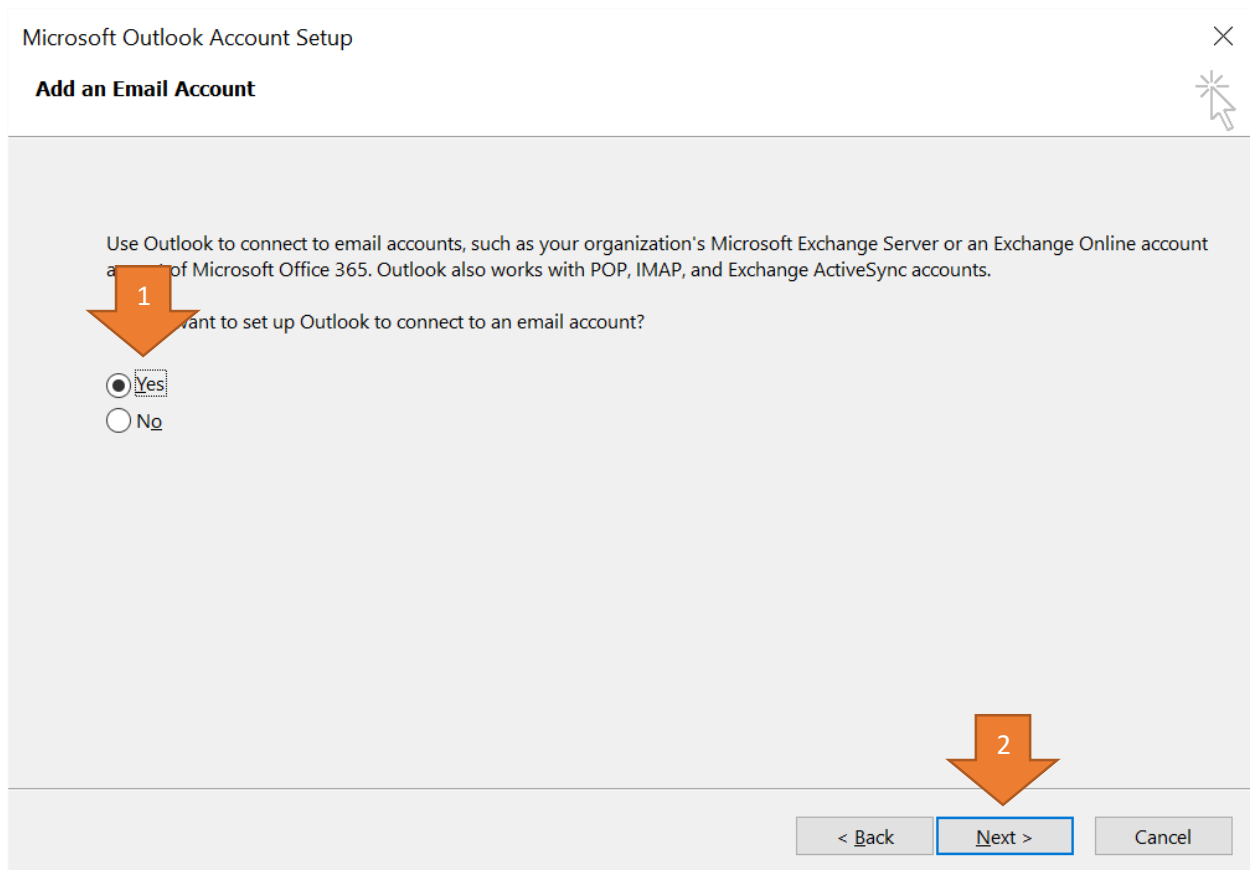 Microsoft Outlook Account Setup
Add an Email Account
Use Outlook to connect to email accounts, such as your organization's Microsoft Exchange Server or an Exchange Online account
of Microsoft Office 365. Outlook also works with POP, IMAP, and Exchange ActiveSync accounts.
1
want to set up Outlook to connect to an email account?
Yes
No
2
< Back
Next >
Cancel